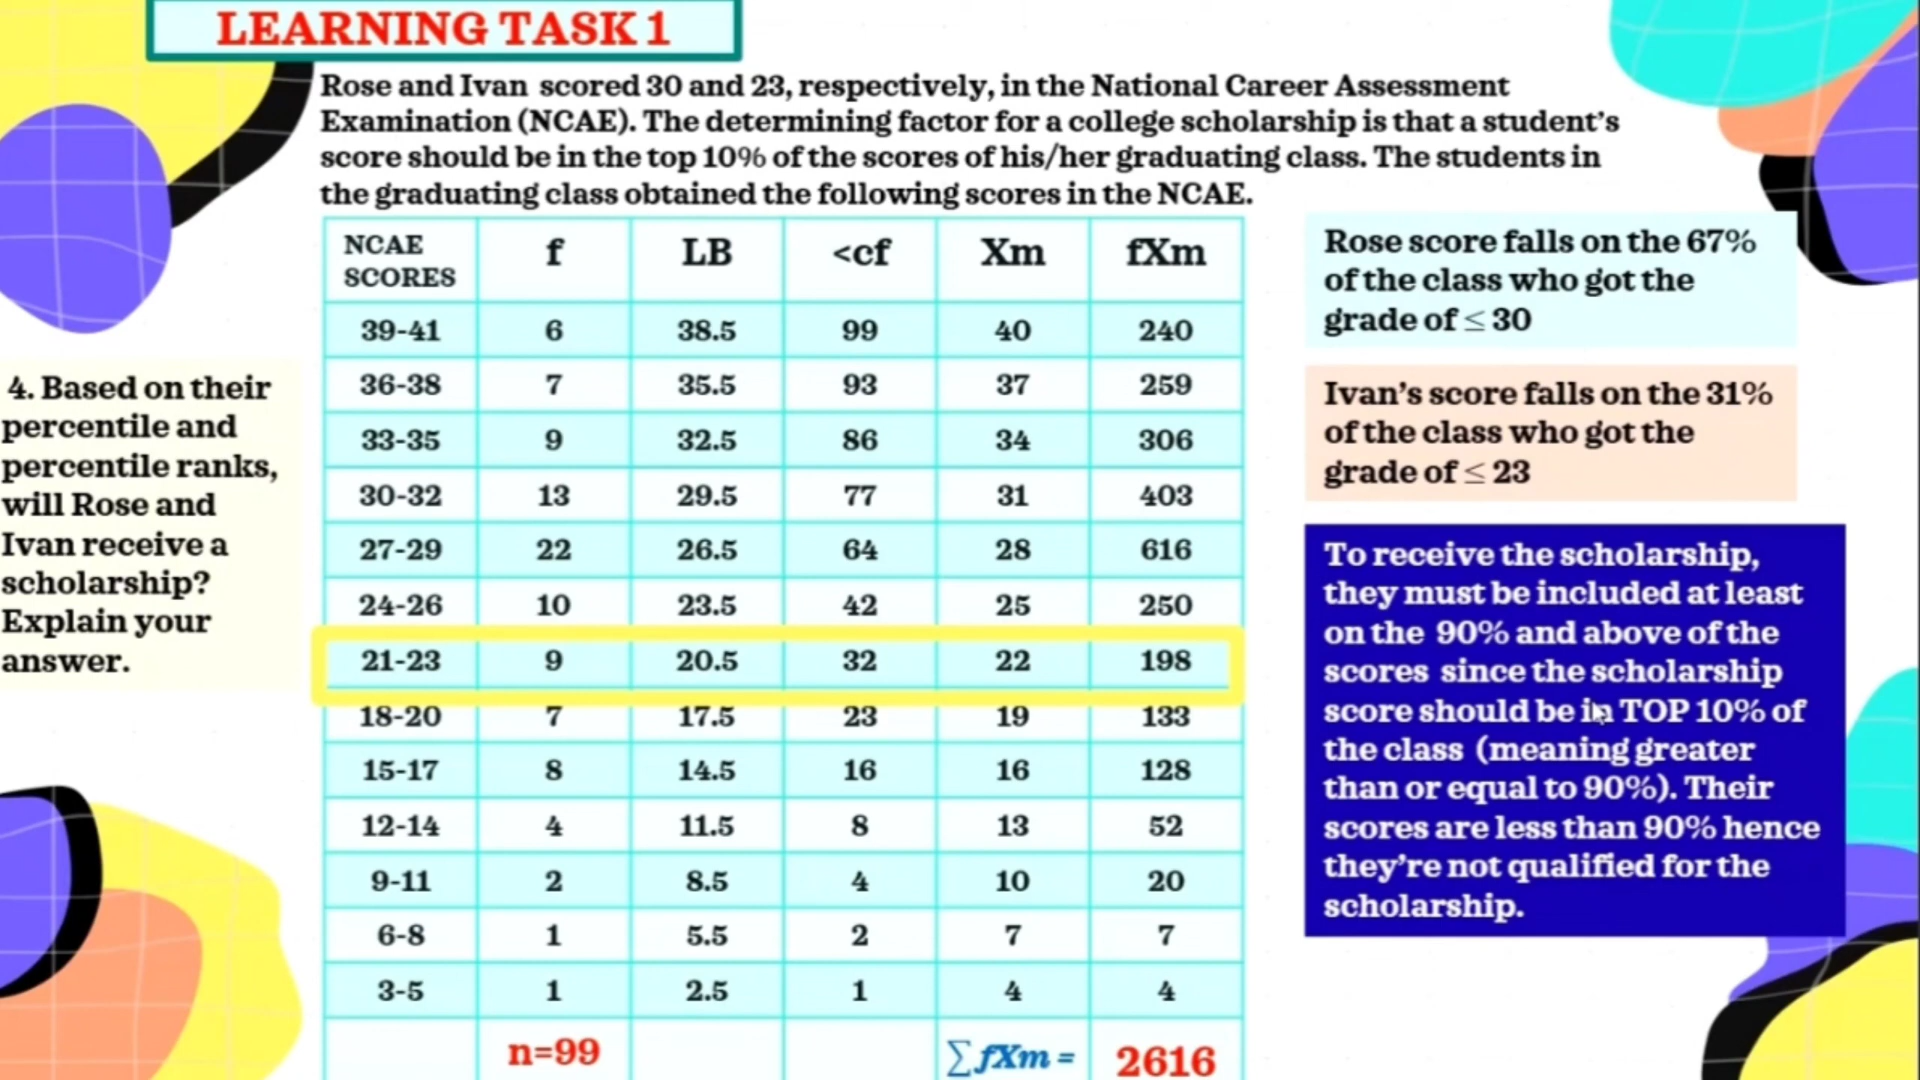 LEARNING TASK 1
Rose and Ivan scored 30 and 23, respectively, in the National Career Assessment
Examination (NCAE). The determining factor for a college scholarship is that a student's
score should be in the top 10% of the scores of his/her graduating class. The students in
the graduating class obtained the following scores in the NCAE.
4. Based on their
percentile and
percentile ranks,
will Rose and
Ivan receive a
scholarship?
Explain your
answer.
NCAE SCORES f LB <cf Xm fXm
39-41 6 38.5 99 40 240
36-38 7 35.5 93 37 259
33-35 9 32.5 86 34 306
30-32 13 29.5 77 31 403
27-29 22 26.5 64 28 616
24-26 10 23.5 42 25 250
21-23 9 20.5 32 22 198
18-20 7 17.5 23 19 133
15-17 8 14.5 16 16 128
12-14 4 11.5 8 13 52
9-11 2 8.5 4 10 20
6-8 1 5.5 2 7 7
3-5 1 2.5 1 4 4
n=99 ∑fXm = 2616
Rose score falls on the 67%
of the class who got the
grade of ≤ 30
Ivan's score falls on the 31%
of the class who got the
grade of ≤ 23
To receive the scholarship,
they must be included at least
on the 90% and above of the
scores since the scholarship
score should be in TOP 10% of
the class (meaning greater
than or equal to 90%). Their
scores are less than 90% hence
they're not qualified for the
scholarship.